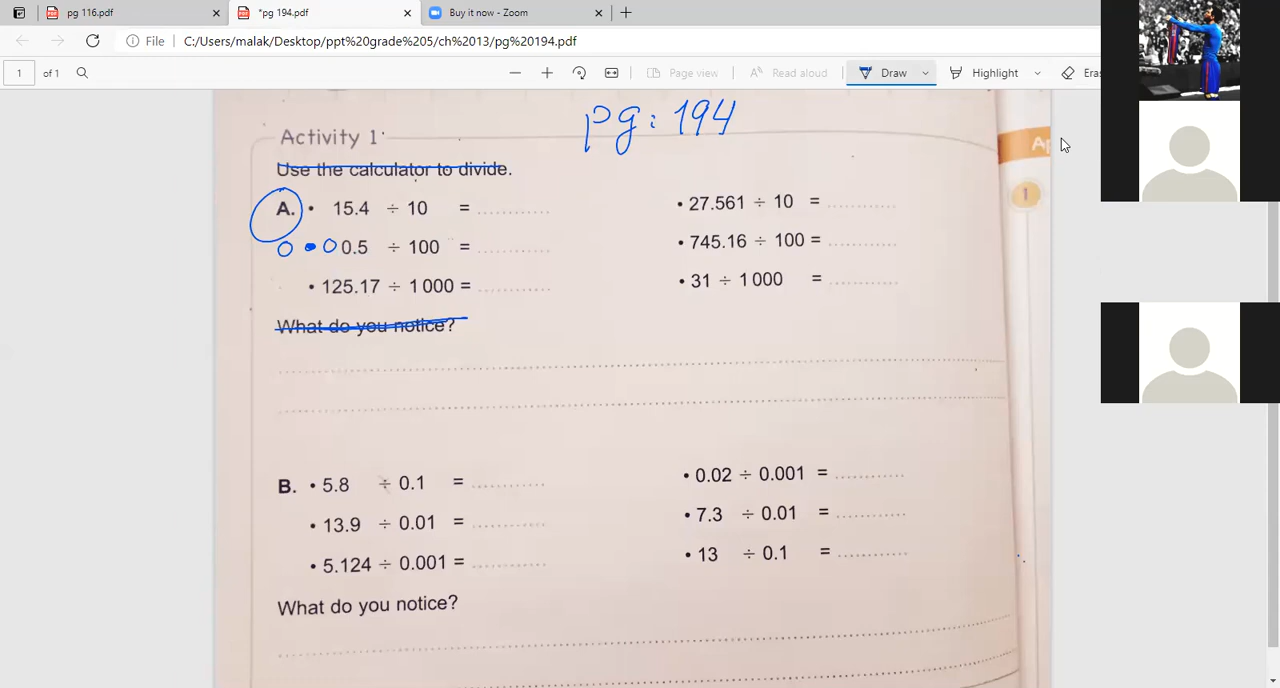 pg 116.pdf
*pg 194.pdf
Buy it now - Zoom
File
C:/Users/malak/Desktop/ppt%20grade%205/ch%2013/pg%20194.pdf
1 of 1
Page view
Read aloud
Draw
Highlight
Eras
pg: 194
Activity 1
Use the calculator to divide.
A. • 15.4 ÷ 10 = ............
• 27.561 ÷ 10 = ............
0 • 0 0.5 ÷ 100 = ............
• 745.16 ÷ 100 = ............
• 125.17 ÷ 1 000 = ............
• 31 ÷ 1 000 = ............
What do you notice?
B. • 5.8 ÷ 0.1 = ............
• 0.02 ÷ 0.001 = ............
• 13.9 ÷ 0.01 = ............
• 7.3 ÷ 0.01 = ............
• 5.124 ÷ 0.001 = ............
• 13 ÷ 0.1 = ............
What do you notice?
1